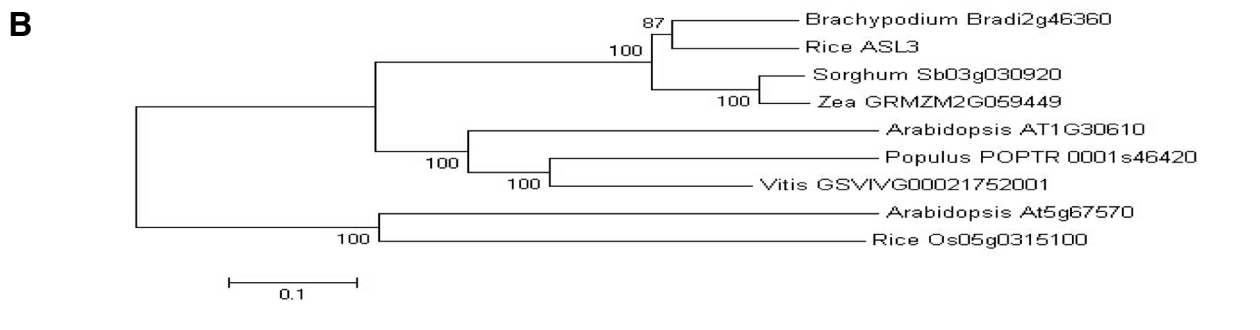 B
87
Brachypodium Bradi2g46360
100
Rice ASL3
Sorghum Sb03g030920
100
Zea GRMZM2G059449
Arabidopsis AT1G30610
100
Populus POPTR 0001s46420
100
Vitis GSVIVG00021752001
Arabidopsis At5g67570
100
Rice Os05g0315100
0.1